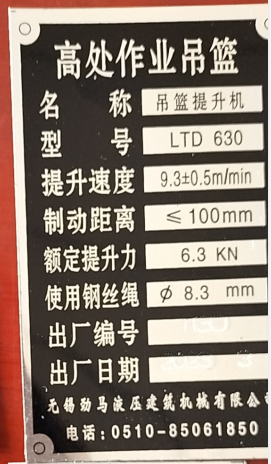 高处作业吊篮
名 称 吊篮提升机
型 号 LTD 630
提升速度 9.3±0.5m/min
制动距离 ≤100mm
额定提升力 6.3 KN
使用钢丝绳 φ 8.3 mm
出厂编号
出厂日期
无锡劲马液压建筑机械有限公
电话:0510-85061850